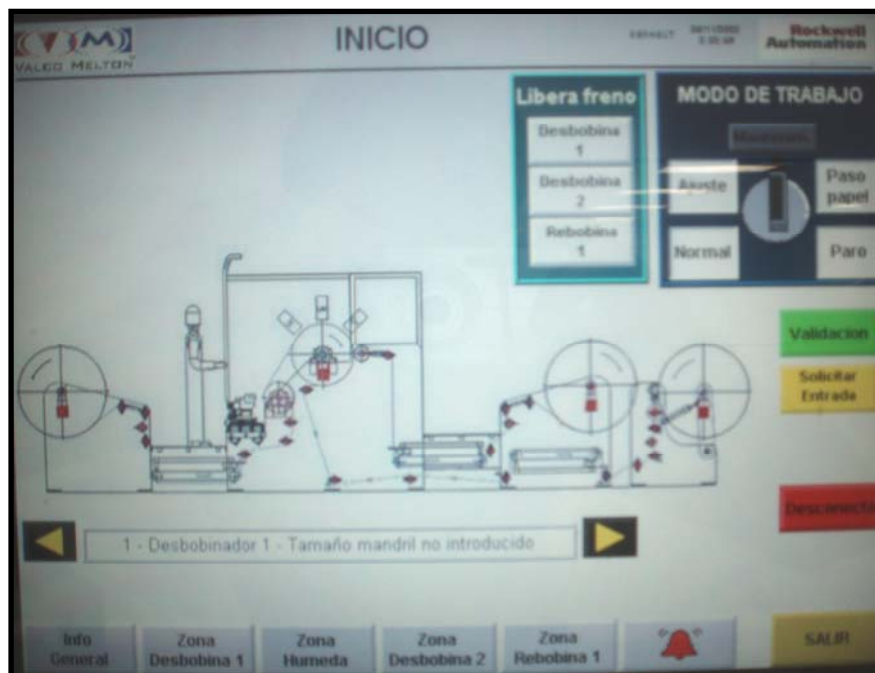 VM
VALCO MELTON
INICIO
DEFAULT
Rockwell
Automation
Libera freno
Desbobina
1
Desbobina
2
Rebobina
1
MODO DE TRABAJO
Ajuste
Paso
papel
Normal
Paro
Validacion
Solicitar
Entrada
Desconecta
1 - Desbobinador 1 - Tamaño mandril no introducido
Info
General
Zona
Desbobina 1
Zona
Humeda
Zona
Desbobina 2
Zona
Rebobina 1
SALIR